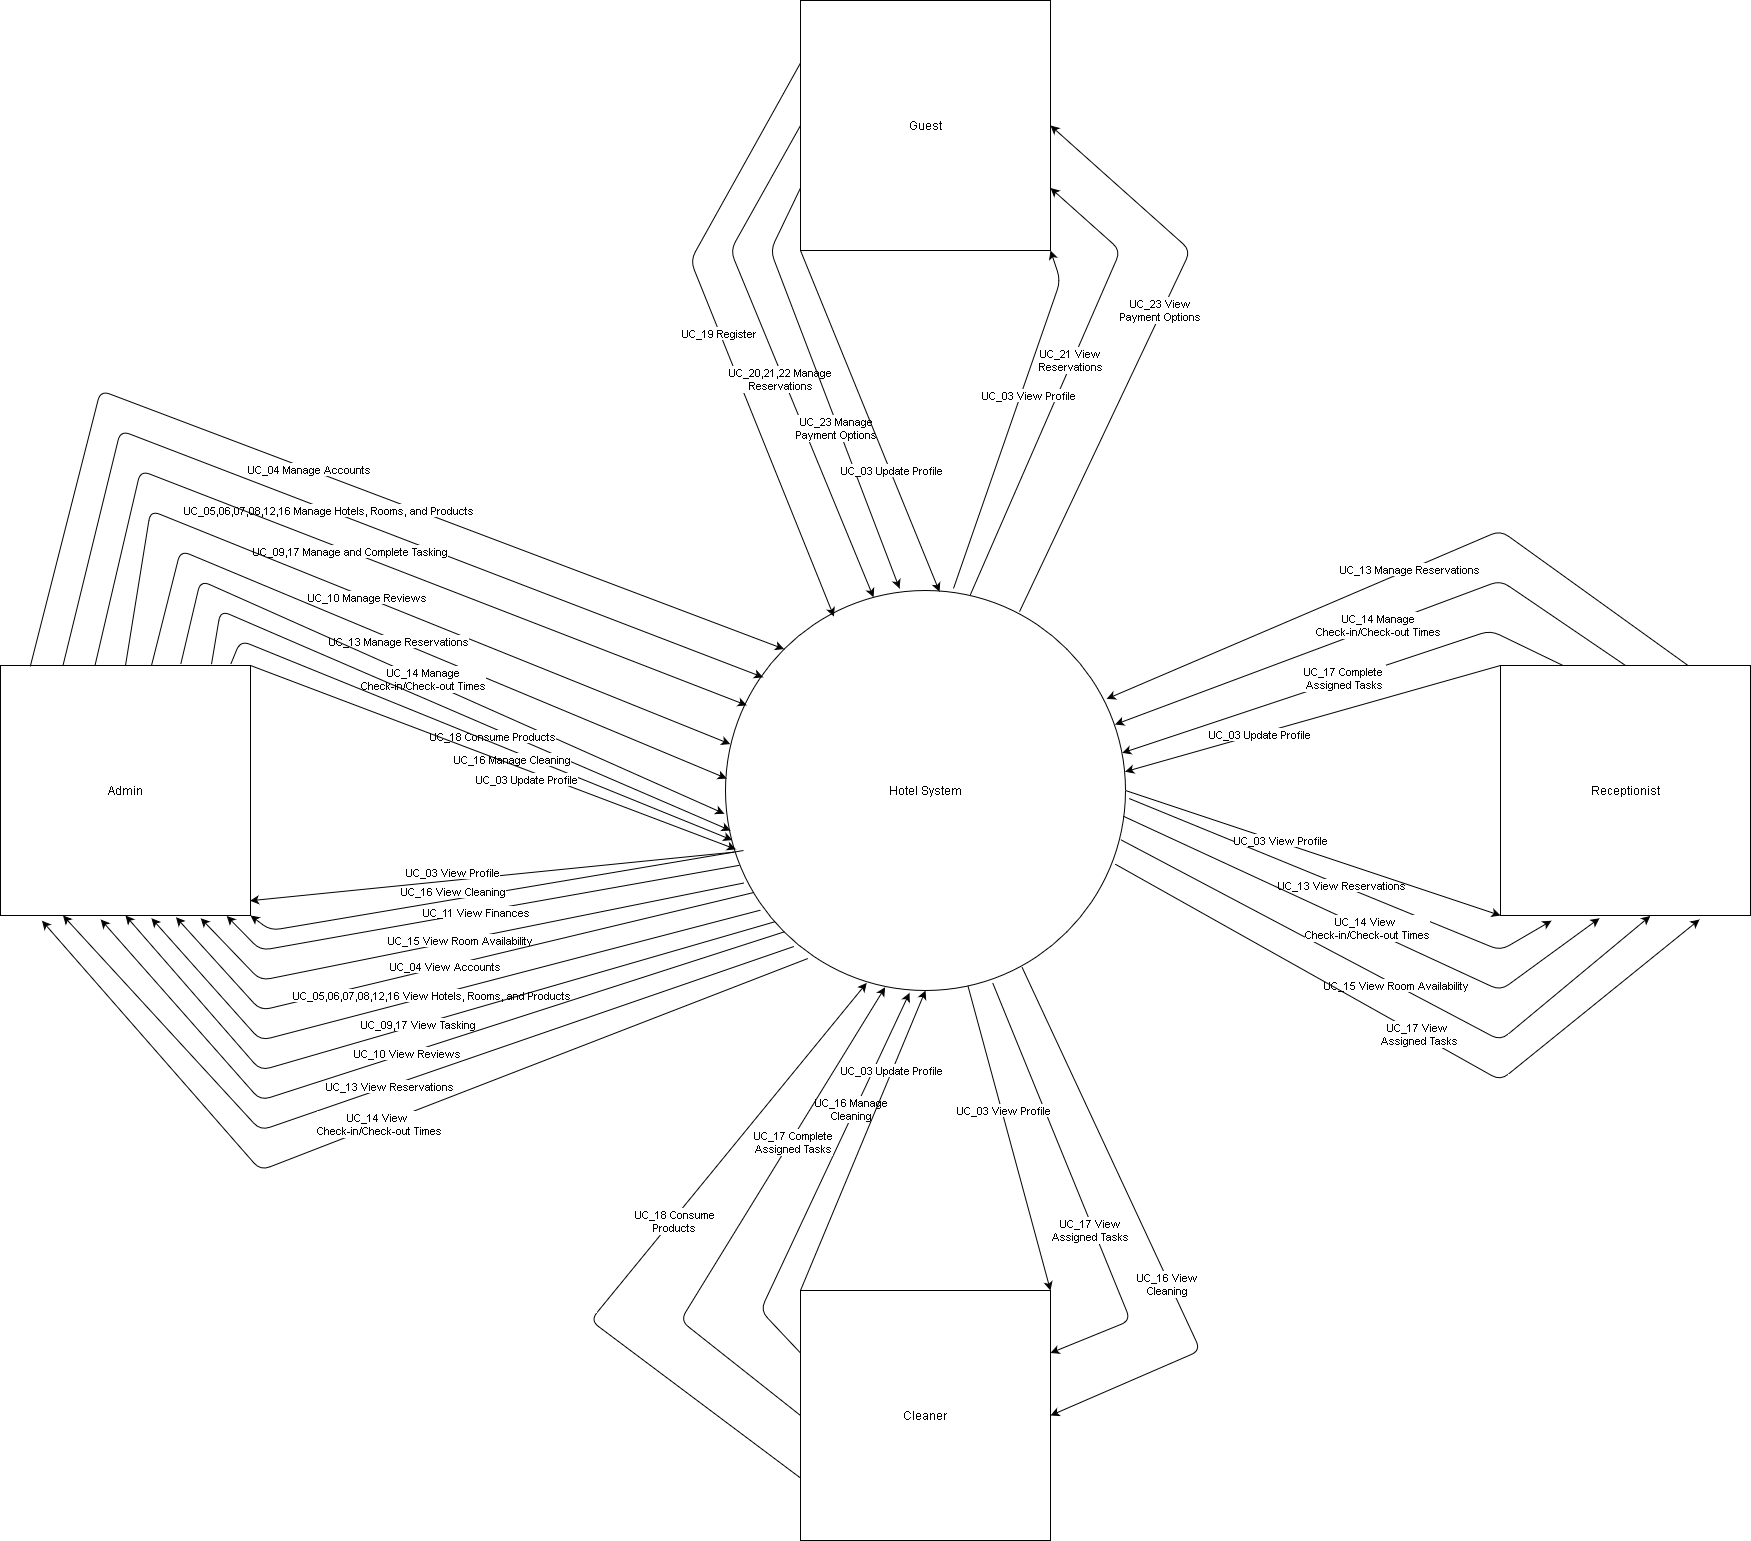 Guest
UC_23 View
Payment Options
UC_19 Register
UC_21 View
Reservations
UC_20,21,22 Manage
Reservations
UC_03 View Profile
UC_23 Manage
Payment Options
UC_03 Update Profile
UC_04 Manage Accounts
UC_05,06,07,08,12,16 Manage Hotels, Rooms, and Products
UC_09,17 Manage and Complete Tasking
UC_10 Manage Reviews
UC_13 Manage Reservations
UC_14 Manage
Check-in/Check-out Times
UC_18 Consume Products
UC_16 Manage Cleaning
UC_03 Update Profile
Admin
Hotel System
UC_13 Manage Reservations
UC_14 Manage
Check-in/Check-out Times
UC_17 Complete
Assigned Tasks
UC_03 Update Profile
Receptionist
UC_03 View Profile
UC_13 View Reservations
UC_14 View
Check-in/Check-out Times
UC_15 View Room Availability
UC_17 View
Assigned Tasks
UC_03 View Profile
UC_16 View Cleaning
UC_11 View Finances
UC_15 View Room Availability
UC_04 View Accounts
UC_05,06,07,08,12,16 View Hotels, Rooms, and Products
UC_09,17 View Tasking
UC_10 View Reviews
UC_13 View Reservations
UC_14 View
Check-in/Check-out Times
UC_03 Update Profile
UC_16 Manage
Cleaning
UC_03 View Profile
UC_17 Complete
Assigned Tasks
UC_18 Consume
Products
UC_17 View
Assigned Tasks
UC_16 View
Cleaning
Cleaner